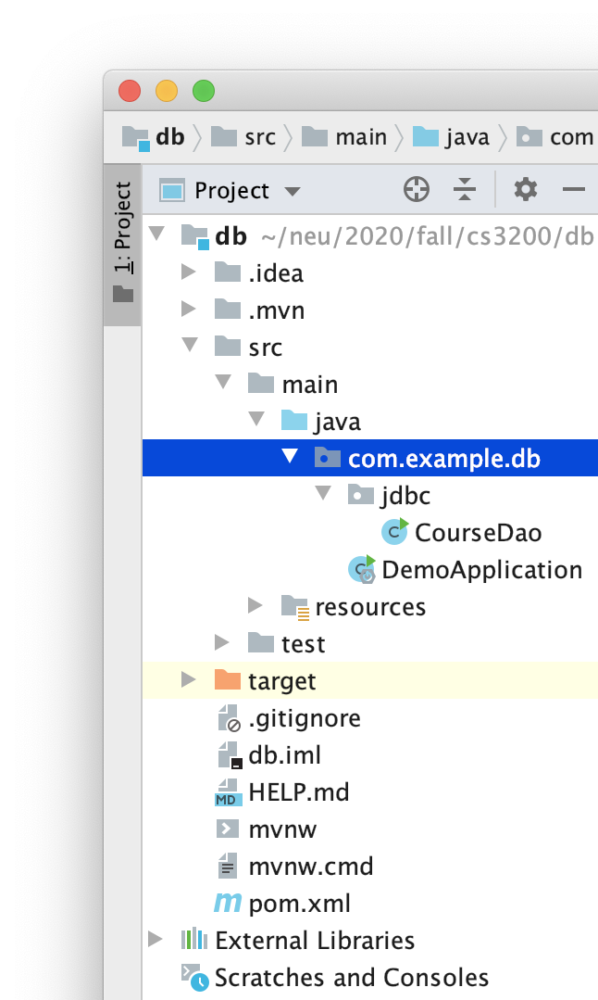 db src main java com
1: Project
Project
db ~/neu/2020/fall/cs3200/db
.idea
.mvn
src
main
java
com.example.db
jdbc
C CourseDao
C DemoApplication
resources
test
target
.gitignore
db.iml
MD HELP.md
mvnw
mvnw.cmd
m pom.xml
External Libraries
Scratches and Consoles